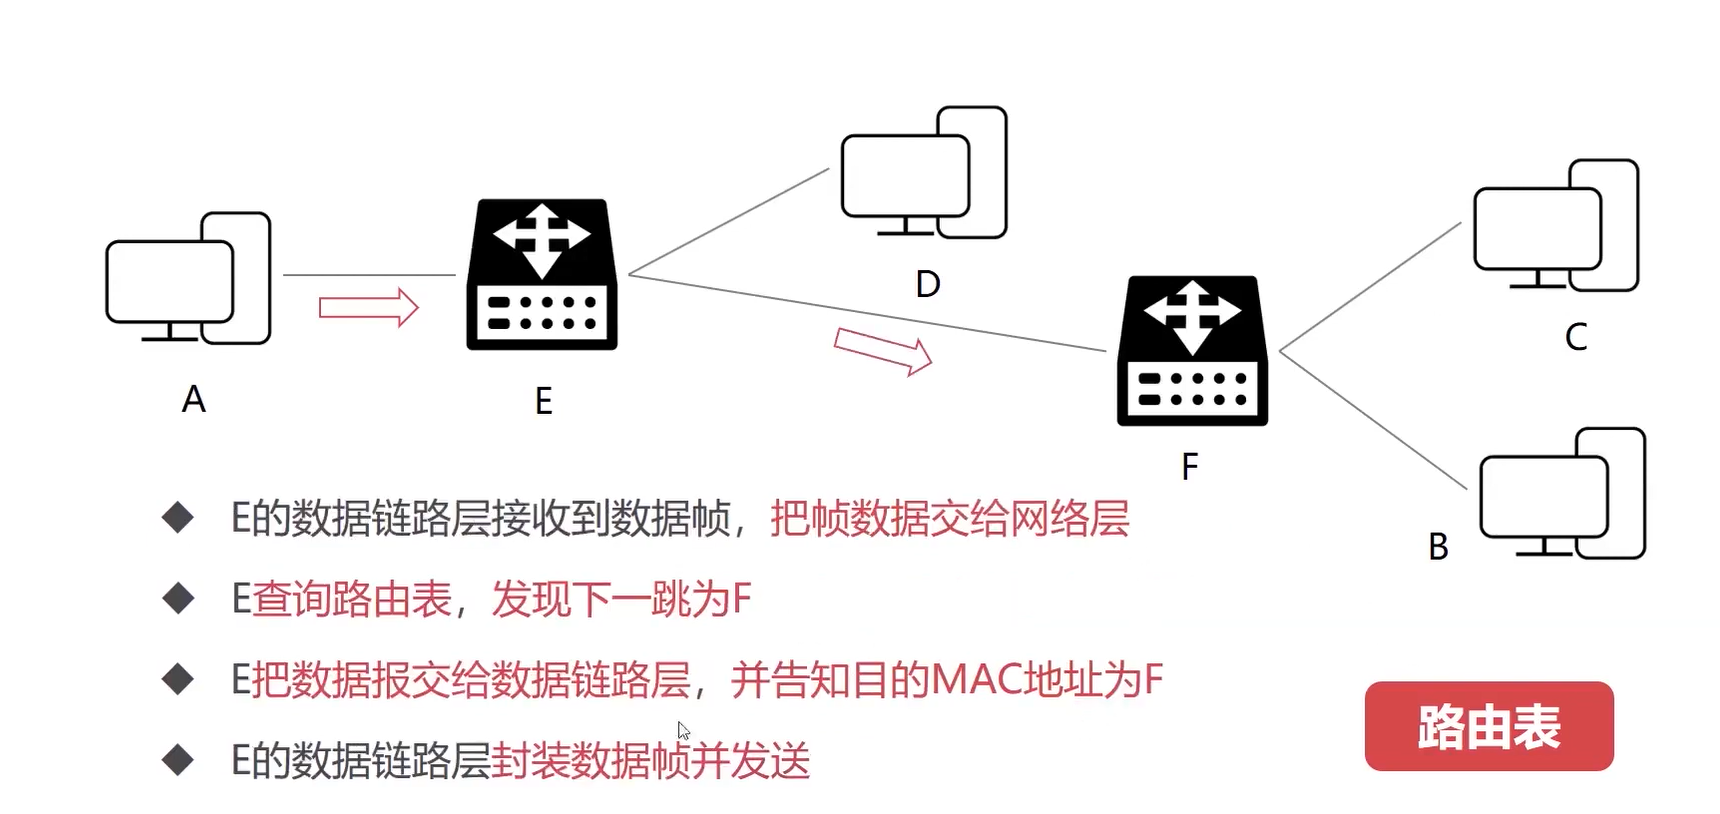 D
C
A
E
F
B
E的数据链路层接收到数据帧，把帧数据交给网络层
E查询路由表，发现下一跳为F
E把数据报交给数据链路层，并告知目的MAC地址为F
E的数据链路层封装数据帧并发送
路由表